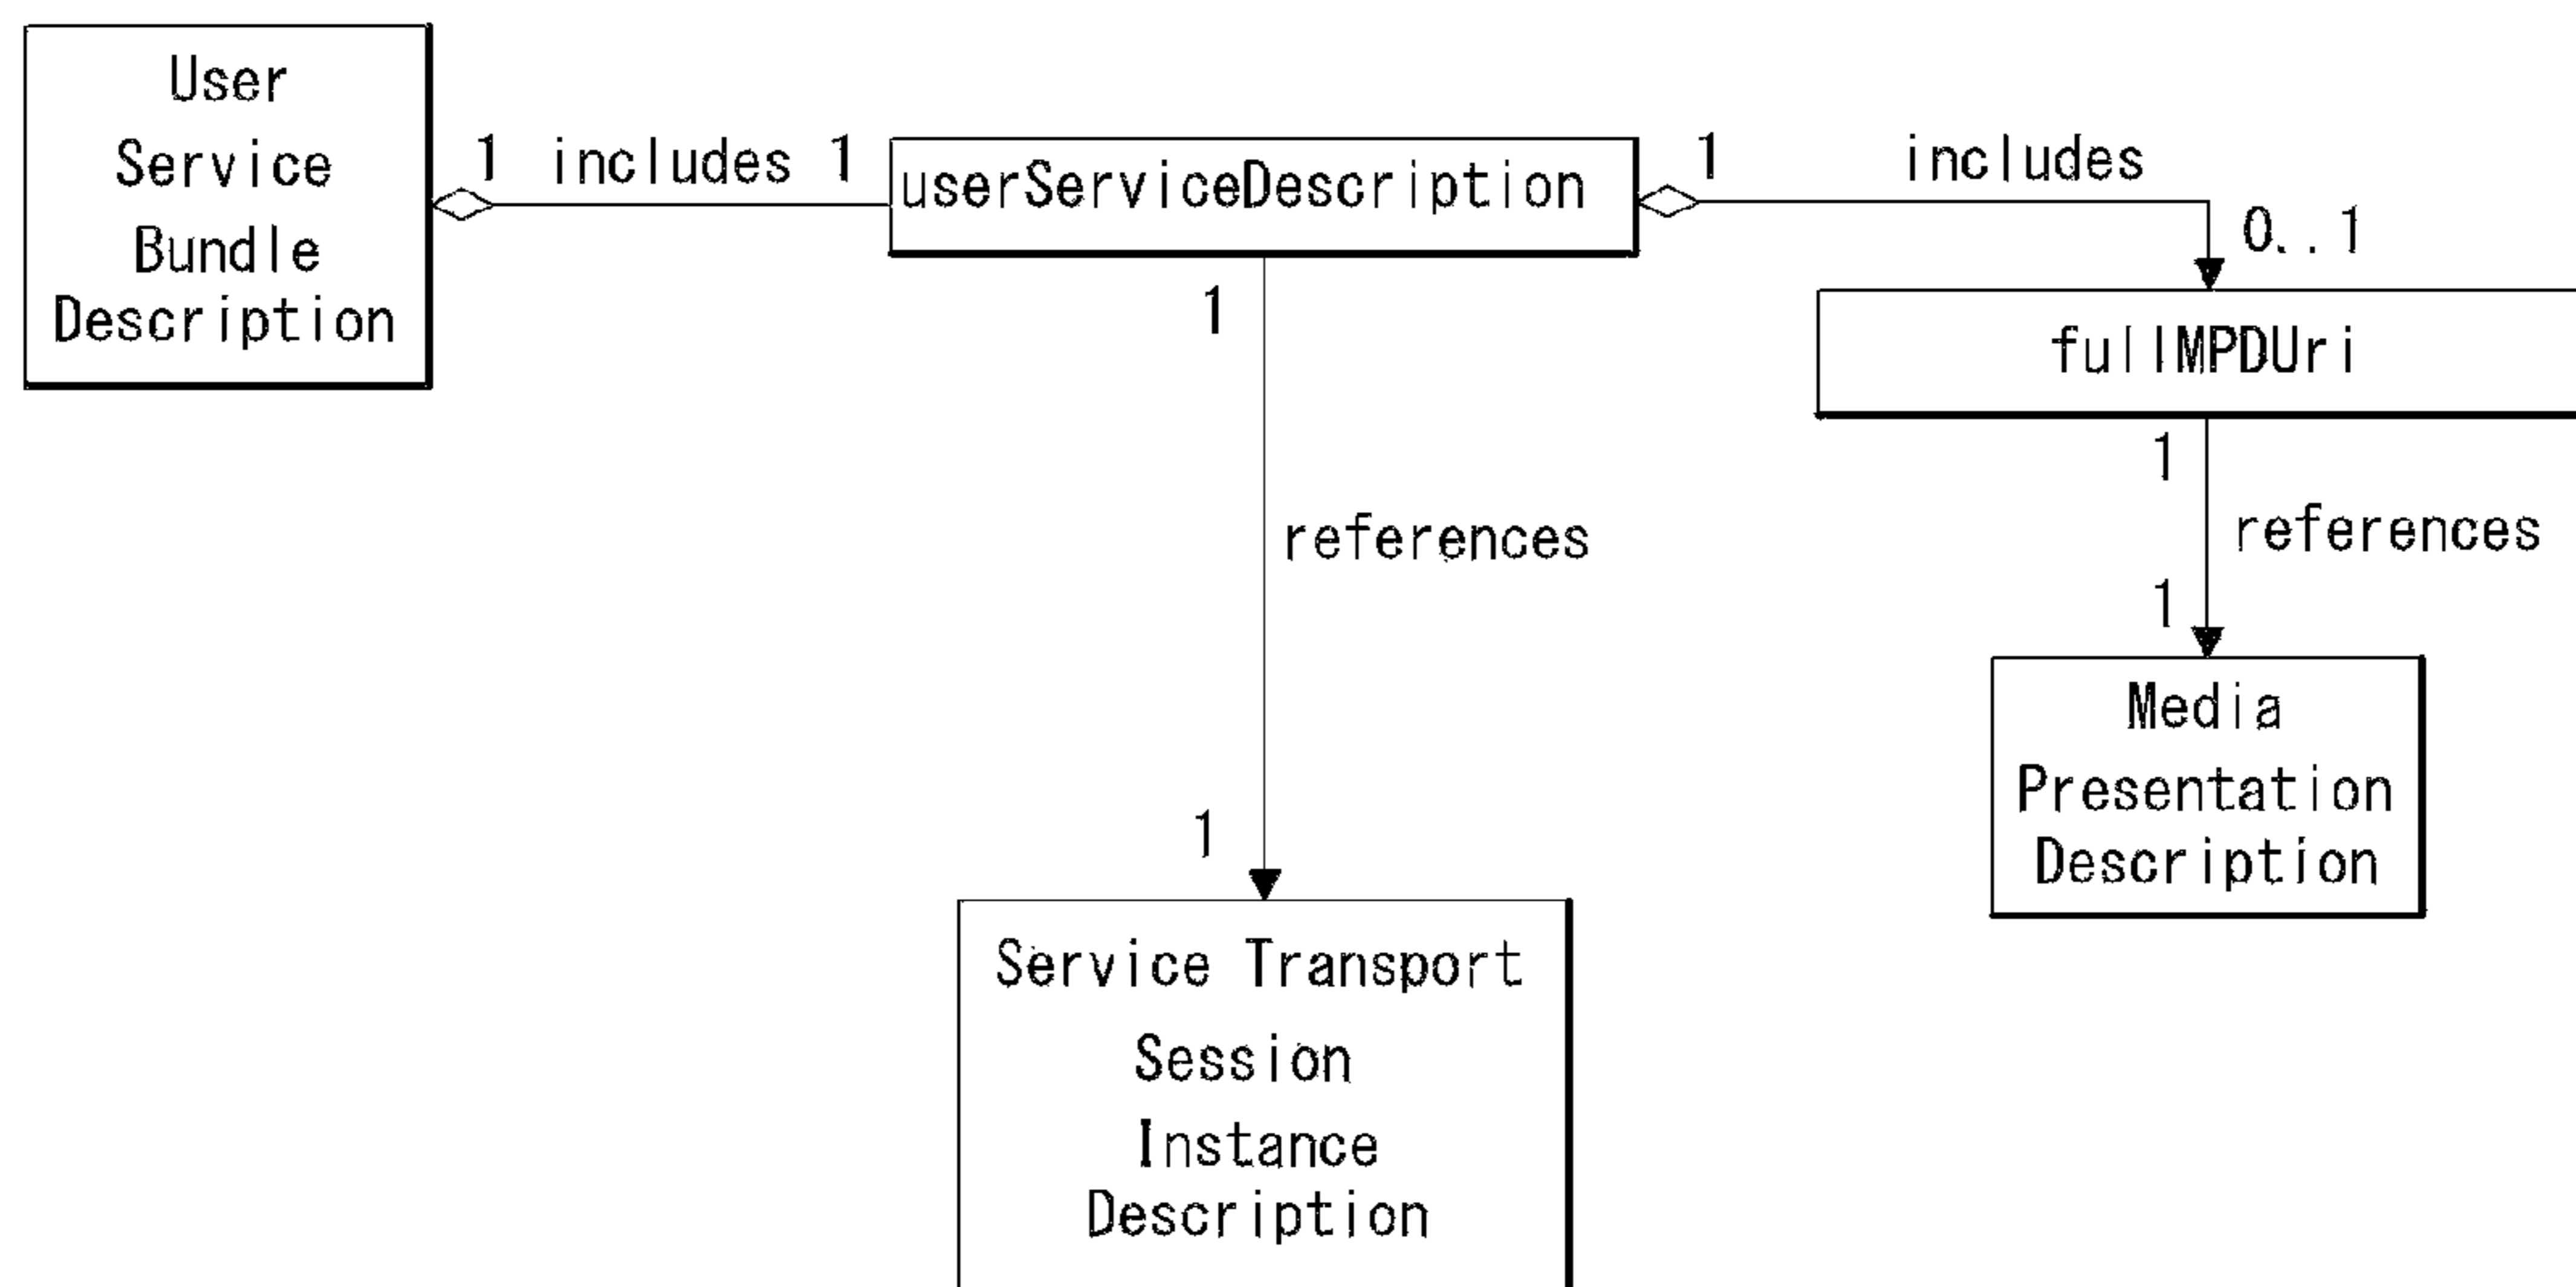 User
Service
Bundle
Description
1 includes 1
userServiceDescription
1 includes
0..1
fullMPDUri
1
references
1
Media
Presentation
Description
1
references
1
Service Transport
Session
Instance
Description